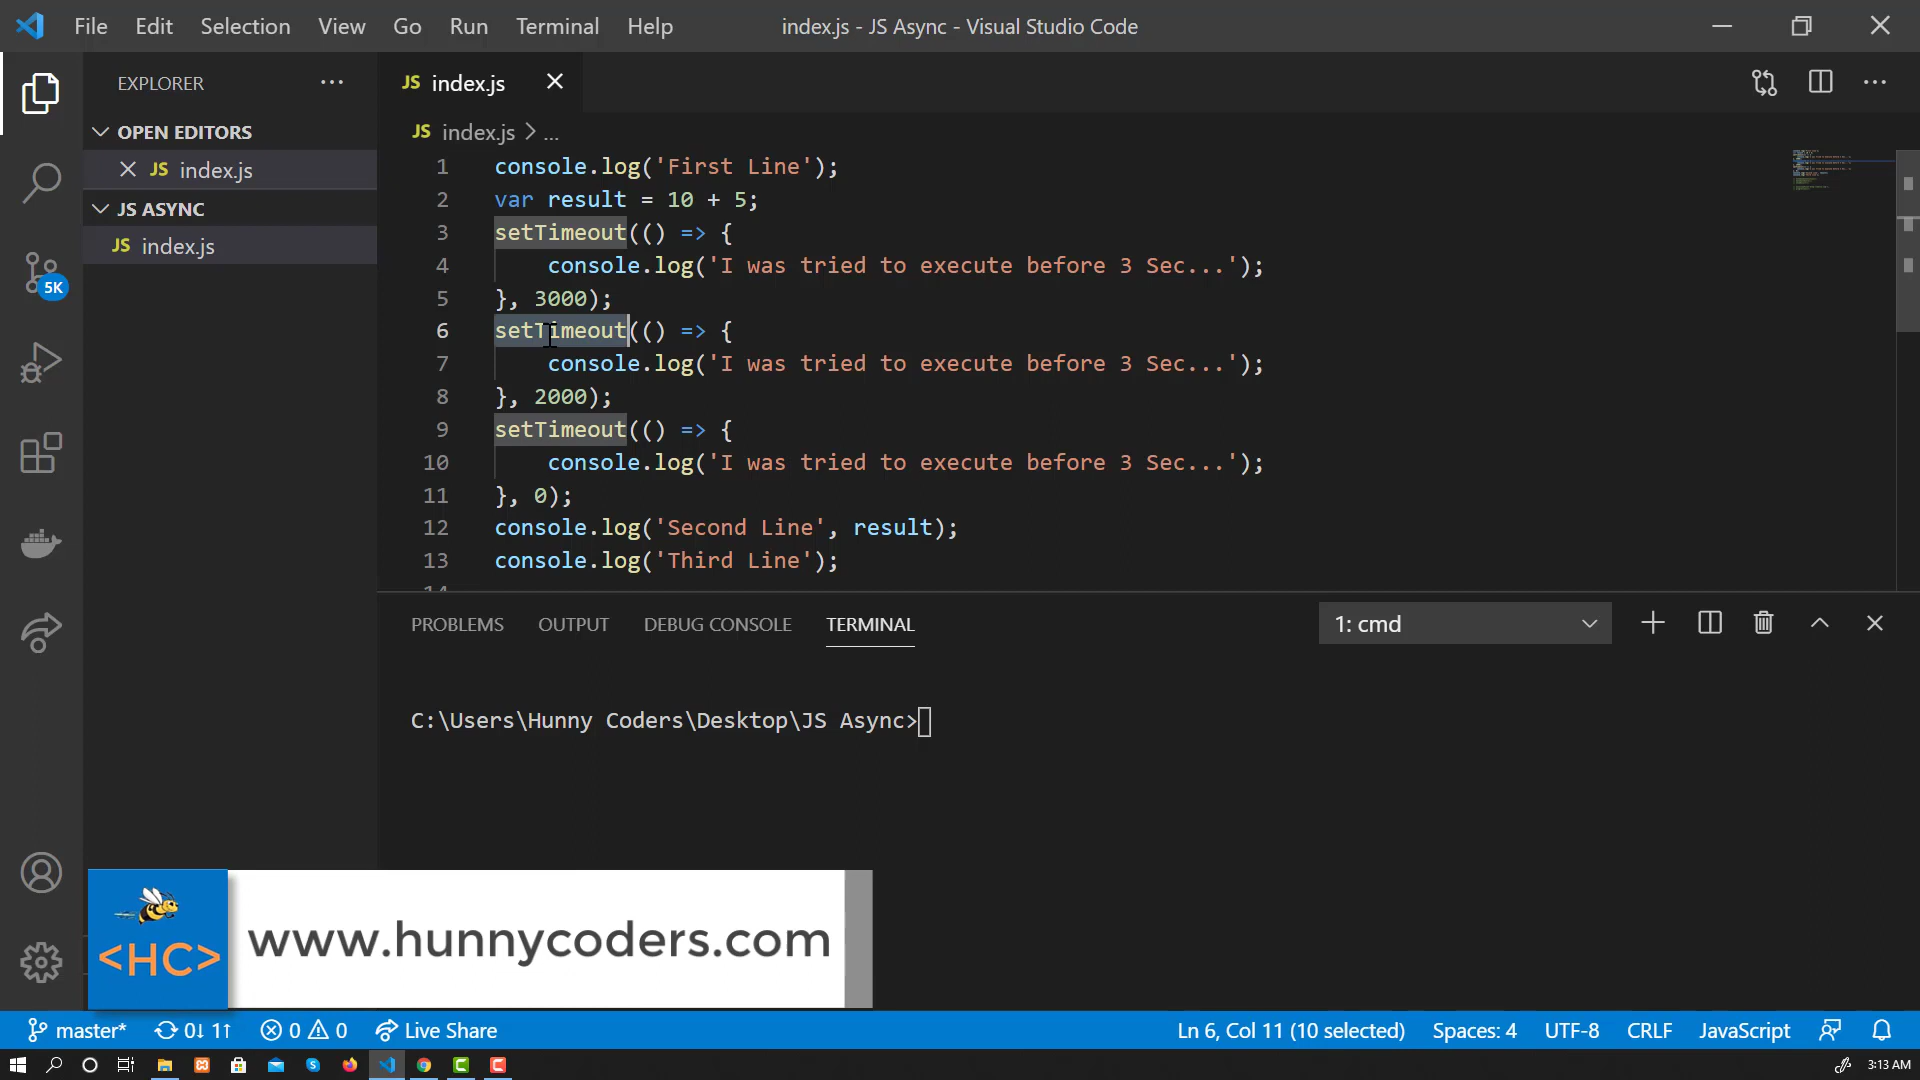 File Edit Selection View Go Run Terminal Help
index.js - JS Async - Visual Studio Code
EXPLORER
OPEN EDITORS
JS index.js
JS ASYNC
JS index.js
5K
JS index.js
JS index.js > ...
1 console.log('First Line');
2 var result = 10 + 5;
3 setTimeout(() => {
4 console.log('I was tried to execute before 3 Sec...');
5 }, 3000);
6 setTimeout(() => {
7 console.log('I was tried to execute before 3 Sec...');
8 }, 2000);
9 setTimeout(() => {
10 console.log('I was tried to execute before 3 Sec...');
11 }, 0);
12 console.log('Second Line', result);
13 console.log('Third Line');
PROBLEMS OUTPUT DEBUG CONSOLE TERMINAL
1: cmd
C:\Users\Hunny Coders\Desktop\JS Async>
<HC>
www.hunnycoders.com
master* 0↓ 1↑ 0 0 Live Share
Ln 6, Col 11 (10 selected) Spaces: 4 UTF-8 CRLF JavaScript
3:13 AM